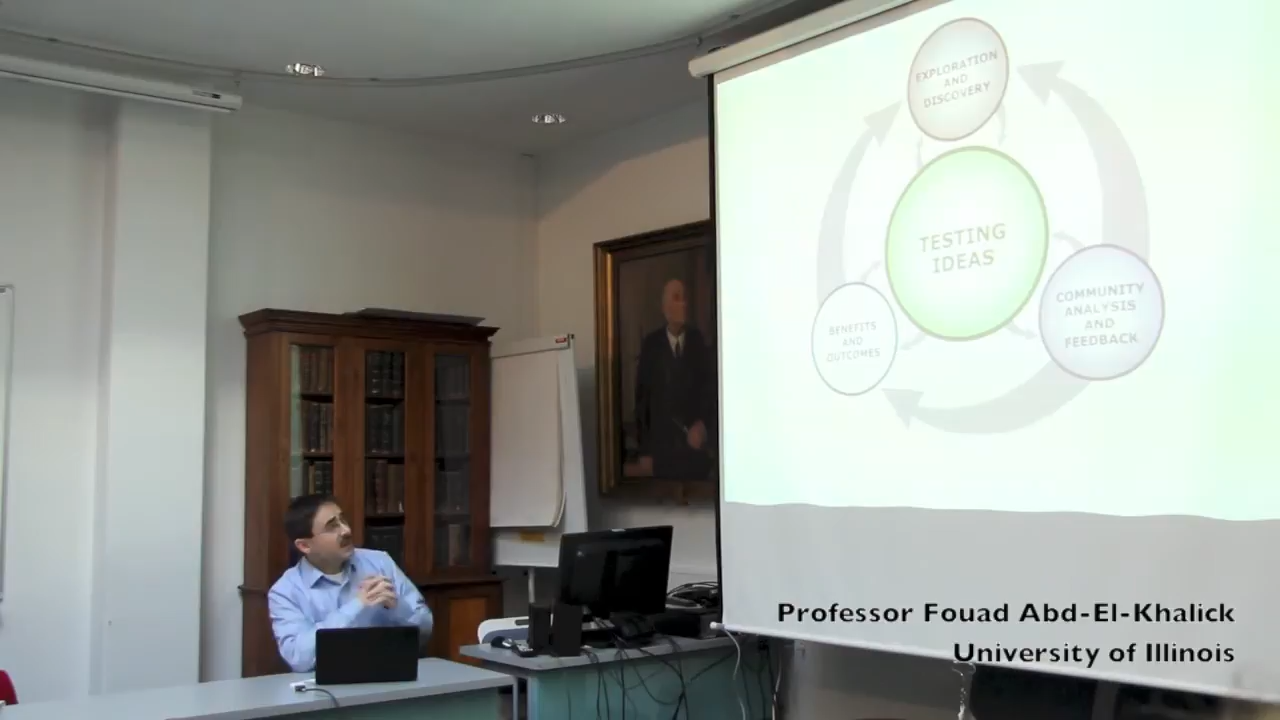 EXPLORATION
AND
DISCOVERY
TESTING
IDEAS
BENEFITS
AND
OUTCOMES
COMMUNITY
ANALYSIS
AND
FEEDBACK
Professor Fouad Abd-El-Khalick
University of Illinois